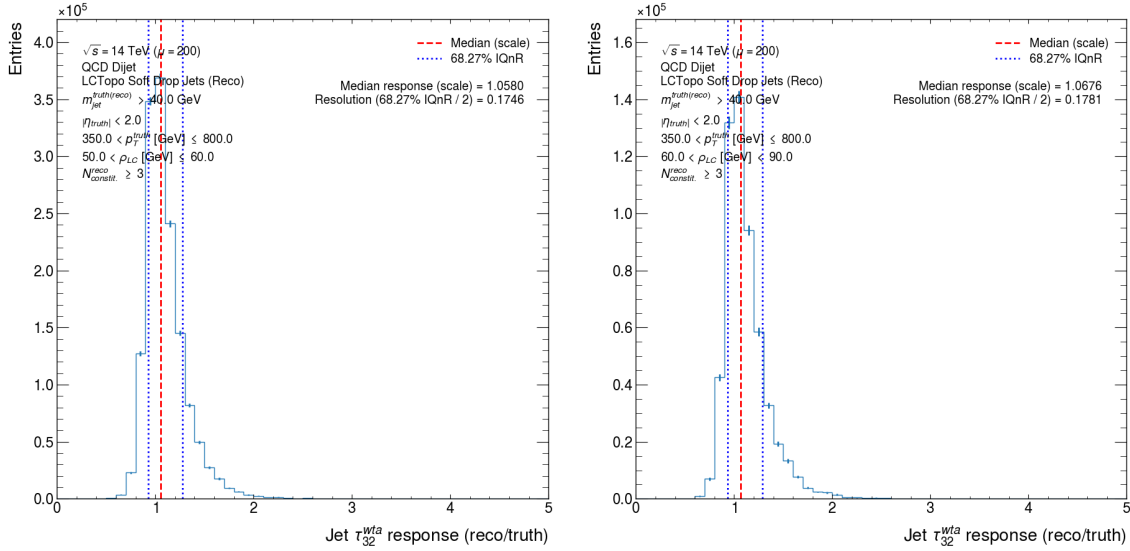 ×10⁵
Entries
4.0
3.5
3.0
2.5
2.0
1.5
1.0
0.5
0.0
√s = 14 TeV (μ = 200)
QCD Dijet
LCTopo Soft Drop Jets (Reco)
m_jet^truth(reco) > 40.0 GeV
|η_truth| < 2.0
350.0 < p_T^truth [GeV] ≤ 800.0
50.0 < ρ_LC [GeV] ≤ 60.0
N_constit.^reco ≥ 3
Median (scale)
68.27% IQnR
Median response (scale) = 1.0580
Resolution (68.27% IQnR / 2) = 0.1746
0 1 2 3 4 5
Jet τ₃₂^wta response (reco/truth)
×10⁵
Entries
1.6
1.4
1.2
1.0
0.8
0.6
0.4
0.2
0.0
√s = 14 TeV (μ = 200)
QCD Dijet
LCTopo Soft Drop Jets (Reco)
m_jet^truth(reco) > 40.0 GeV
|η_truth| < 2.0
350.0 < p_T^truth [GeV] ≤ 800.0
60.0 < ρ_LC [GeV] < 90.0
N_constit.^reco ≥ 3
Median (scale)
68.27% IQnR
Median response (scale) = 1.0676
Resolution (68.27% IQnR / 2) = 0.1781
0 1 2 3 4 5
Jet τ₃₂^wta response (reco/truth)